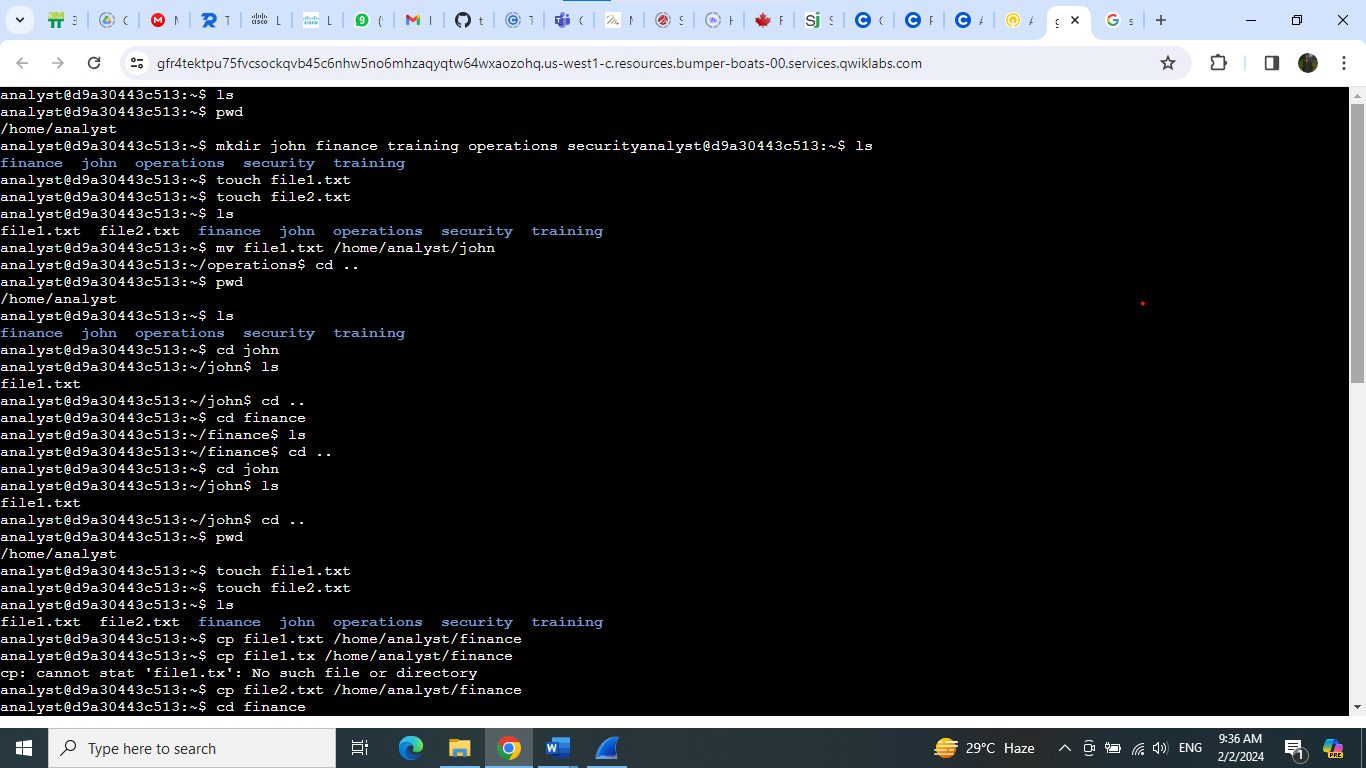 gfr4tektpu75fvcsockqvb45c6nhw5no6mhzaqyqtw64wxaozohq.us-west1-c.resources.bumper-boats-00.services.qwiklabs.com
analyst@d9a30443c513:~$ ls
analyst@d9a30443c513:~$ pwd
/home/analyst
analyst@d9a30443c513:~$ mkdir john finance training operations securityanalyst@d9a30443c513:~$ ls
finance john operations security training
analyst@d9a30443c513:~$ touch file1.txt
analyst@d9a30443c513:~$ touch file2.txt
analyst@d9a30443c513:~$ ls
file1.txt file2.txt finance john operations security training
analyst@d9a30443c513:~$ mv file1.txt /home/analyst/john
analyst@d9a30443c513:~/operations$ cd ..
analyst@d9a30443c513:~$ pwd
/home/analyst
analyst@d9a30443c513:~$ ls
finance john operations security training
analyst@d9a30443c513:~$ cd john
analyst@d9a30443c513:~/john$ ls
file1.txt
analyst@d9a30443c513:~/john$ cd ..
analyst@d9a30443c513:~$ cd finance
analyst@d9a30443c513:~/finance$ ls
analyst@d9a30443c513:~/finance$ cd ..
analyst@d9a30443c513:~$ cd john
analyst@d9a30443c513:~/john$ ls
file1.txt
analyst@d9a30443c513:~/john$ cd ..
analyst@d9a30443c513:~$ pwd
/home/analyst
analyst@d9a30443c513:~$ touch file1.txt
analyst@d9a30443c513:~$ touch file2.txt
analyst@d9a30443c513:~$ ls
file1.txt file2.txt finance john operations security training
analyst@d9a30443c513:~$ cp file1.txt /home/analyst/finance
analyst@d9a30443c513:~$ cp file1.tx /home/analyst/finance
cp: cannot stat 'file1.tx': No such file or directory
analyst@d9a30443c513:~$ cp file2.txt /home/analyst/finance
analyst@d9a30443c513:~$ cd finance
Type here to search
29°C Haze
ENG
9:36 AM
2/2/2024
1